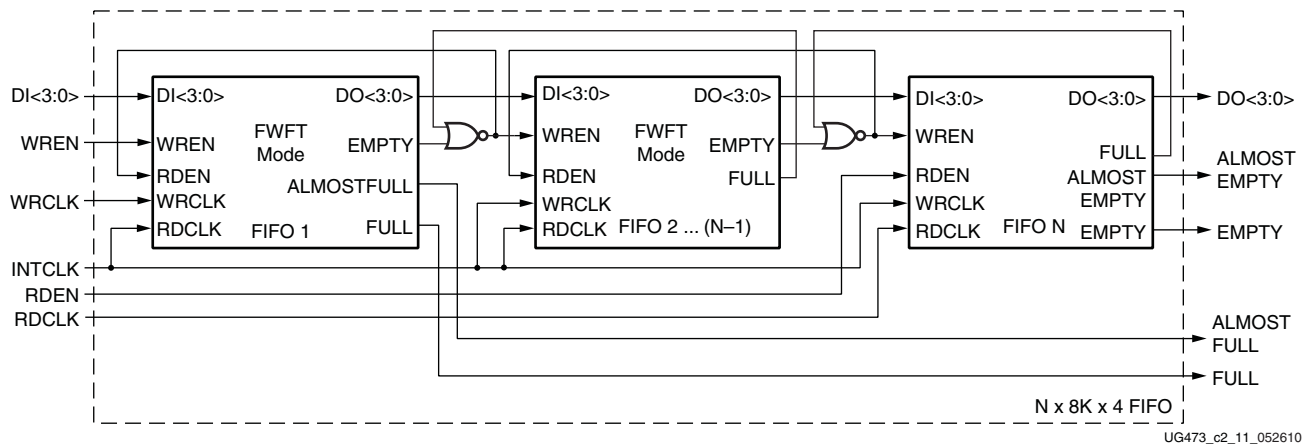 DI<3:0>
WREN
WRCLK
INTCLK
RDEN
RDCLK
DI<3:0>
DO<3:0>
FWFT
Mode
WREN
EMPTY
RDEN
ALMOSTFULL
WRCLK
FULL
RDCLK
FIFO 1
DI<3:0>
DO<3:0>
FWFT
Mode
WREN
EMPTY
RDEN
FULL
WRCLK
RDCLK
FIFO 2 ... (N–1)
DI<3:0>
DO<3:0>
WREN
FULL
RDEN
ALMOST
EMPTY
WRCLK
RDCLK
FIFO N
EMPTY
DO<3:0>
ALMOST
EMPTY
EMPTY
ALMOST
FULL
FULL
N x 8K x 4 FIFO
UG473_c2_11_052610